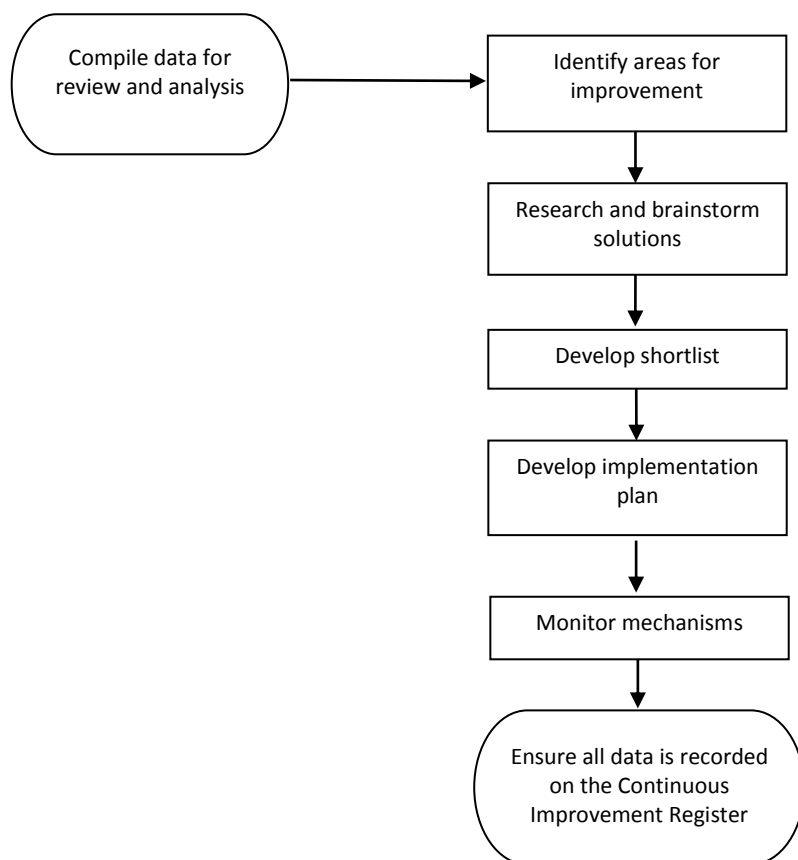 Compile data for
review and analysis
Identify areas for
improvement
Research and brainstorm
solutions
Develop shortlist
Develop implementation
plan
Monitor mechanisms
Ensure all data is recorded
on the Continuous
Improvement Register